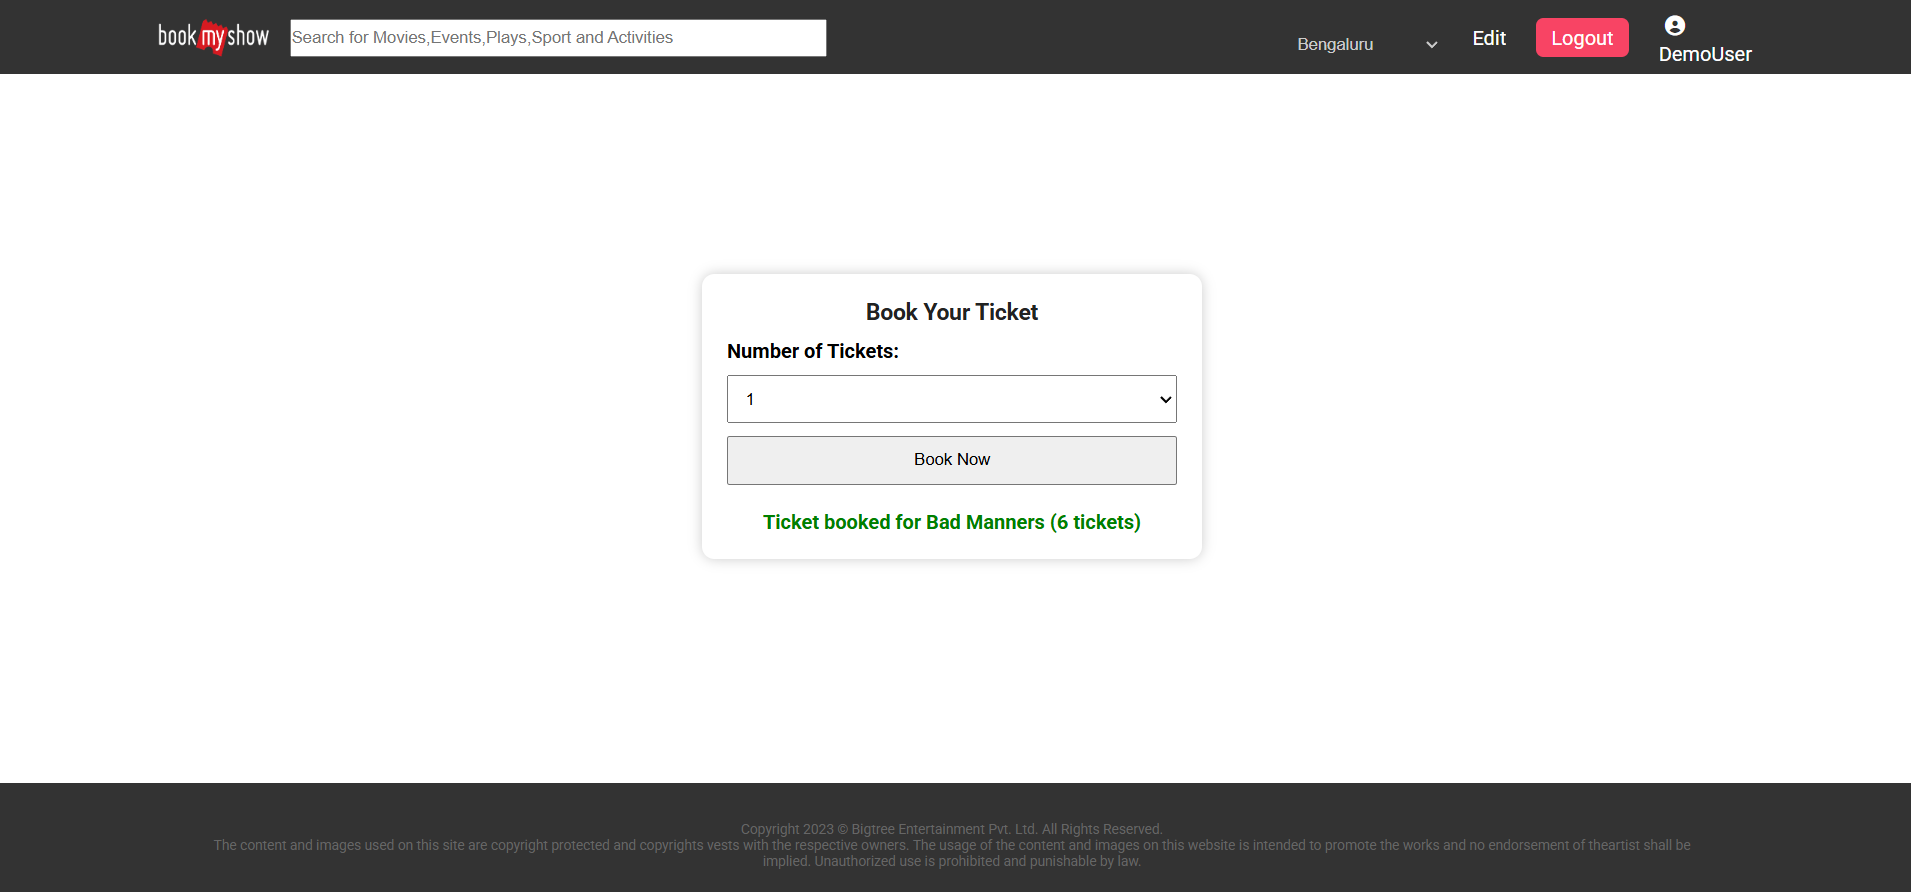 bookmyshow
Search for Movies,Events,Plays,Sport and Activities
Bengaluru
Edit
Logout
DemoUser
Book Your Ticket
Number of Tickets:
1
Book Now
Ticket booked for Bad Manners (6 tickets)
Copyright 2023 © Bigtree Entertainment Pvt. Ltd. All Rights Reserved.
The content and images used on this site are copyright protected and copyrights vests with the respective owners. The usage of the content and images on this website is intended to promote the works and no endorsement of theartist shall be
implied. Unauthorized use is prohibited and punishable by law.